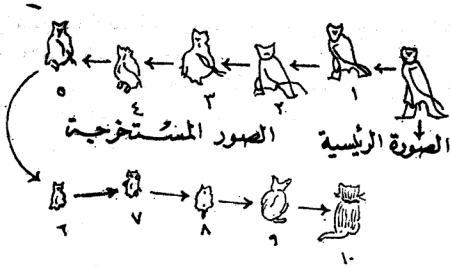 ٥ ٤ ٣ ٢ ١
الصورة الرئيسية
الصور المستخرجة
٦ ٧ ٨ ٩ ١٠